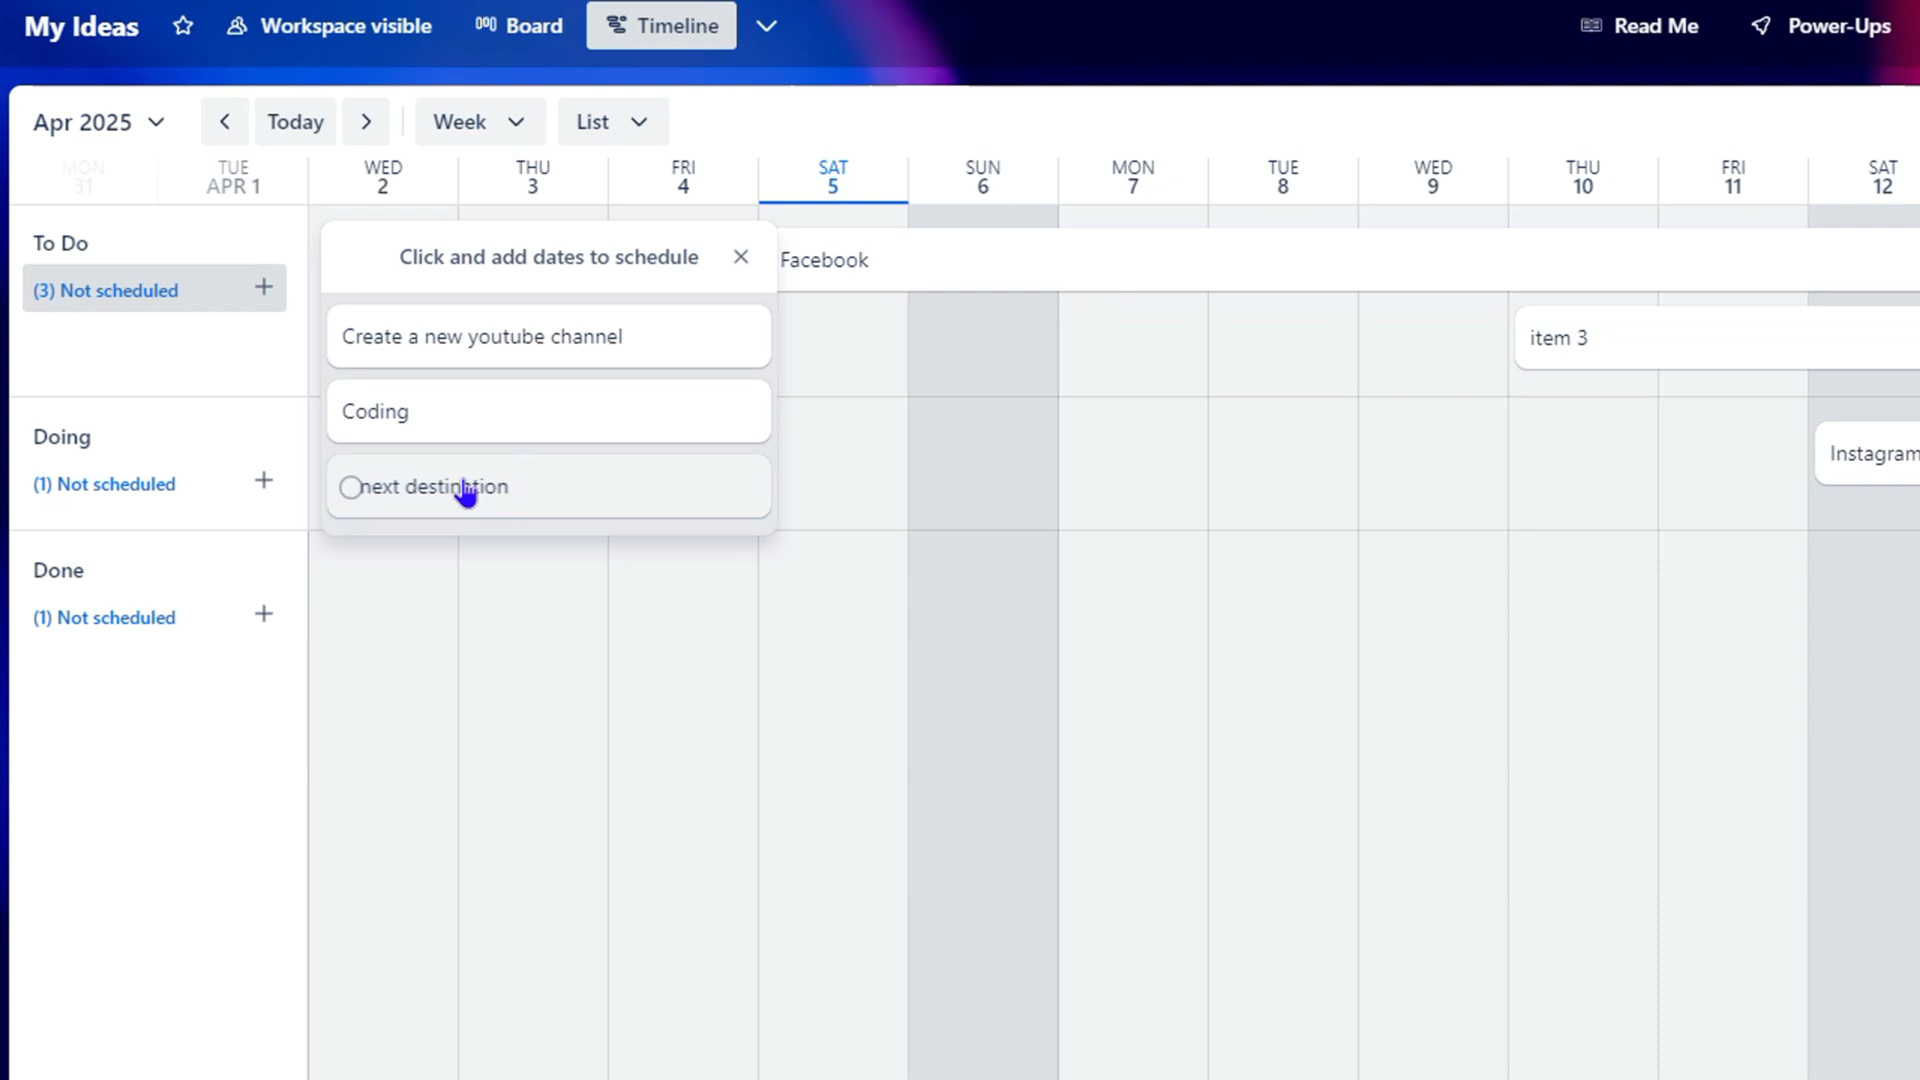 My Ideas Workspace visible Board Timeline Read Me Power-Ups
Apr 2025 Today Week List
MON TUE WED THU FRI SAT SUN MON TUE WED THU FRI SAT
31 APR 1 2 3 4 5 6 7 8 9 10 11 12
To Do
(3) Not scheduled
Click and add dates to schedule
Facebook
Create a new youtube channel
item 3
Coding
Doing
(1) Not scheduled
next destination
Instagram
Done
(1) Not scheduled